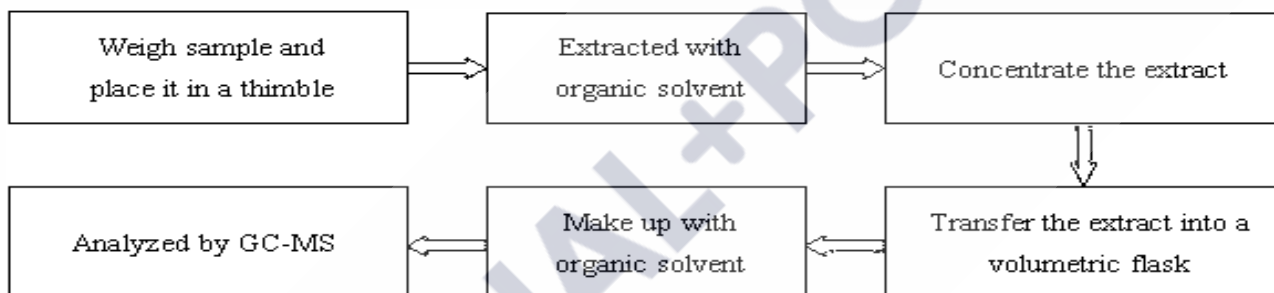 Weigh sample and
place it in a thimble
Extracted with
organic solvent
Concentrate the extract
Transfer the extract into a
volumetric flask
Make up with
organic solvent
Analyzed by GC-MS